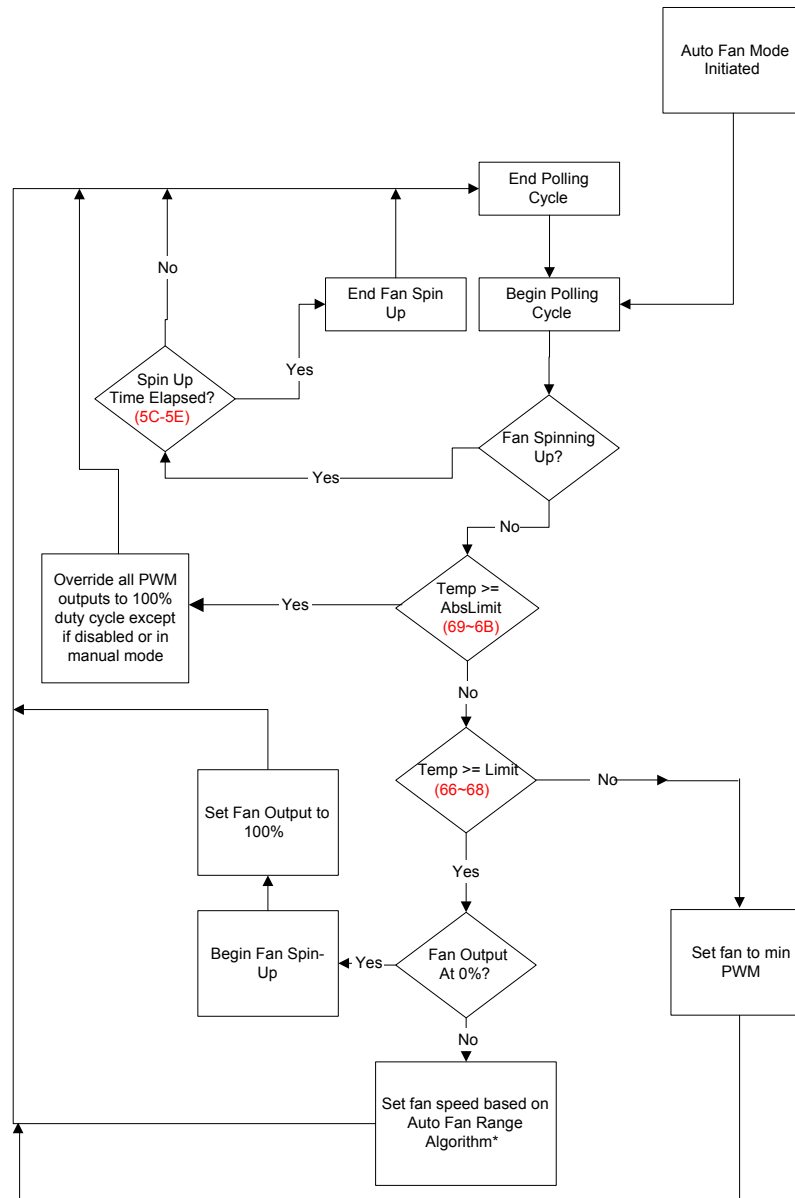 Auto Fan Mode
Initiated
End Polling
Cycle
End Fan Spin
Up
Begin Polling
Cycle
No
Yes
Spin Up
Time Elapsed?
(5C-5E)
Fan Spinning
Up?
Yes
No
Override all PWM
outputs to 100%
duty cycle except
if disabled or in
manual mode
Yes
Temp >=
AbsLimit
(69~6B)
No
Temp >= Limit
(66~68)
No
Set Fan Output to
100%
Yes
Begin Fan Spin-
Up
Yes
Fan Output
At 0%?
Set fan to min
PWM
No
Set fan speed based on
Auto Fan Range
Algorithm*